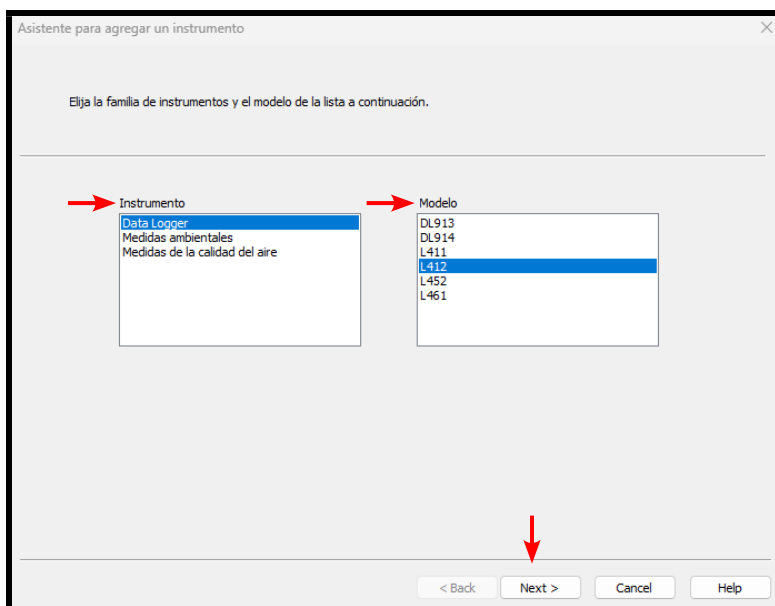 Asistente para agregar un instrumento
Elija la familia de instrumentos y el modelo de la lista a continuación.
Instrumento
Data Logger
Medidas ambientales
Medidas de la calidad del aire
Modelo
DL913
DL914
L411
L412
L452
L461
< Back
Next >
Cancel
Help